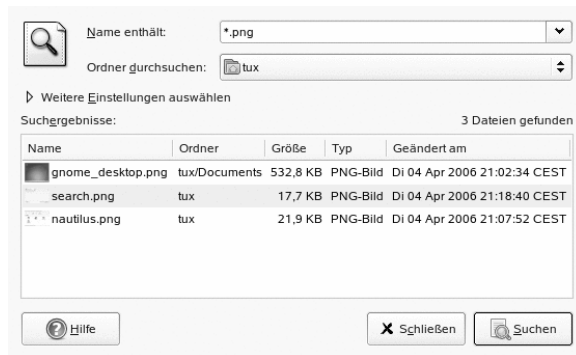 Name enthält: *.png
Ordner durchsuchen: tux
Weitere Einstellungen auswählen
Suchergebnisse: 3 Dateien gefunden
Name Ordner Größe Typ Geändert am
gnome_desktop.png tux/Documents 532,8 KB PNG-Bild Di 04 Apr 2006 21:02:34 CEST
search.png tux 17,7 KB PNG-Bild Di 04 Apr 2006 21:18:40 CEST
nautilus.png tux 21,9 KB PNG-Bild Di 04 Apr 2006 21:07:52 CEST
Hilfe Schließen Suchen